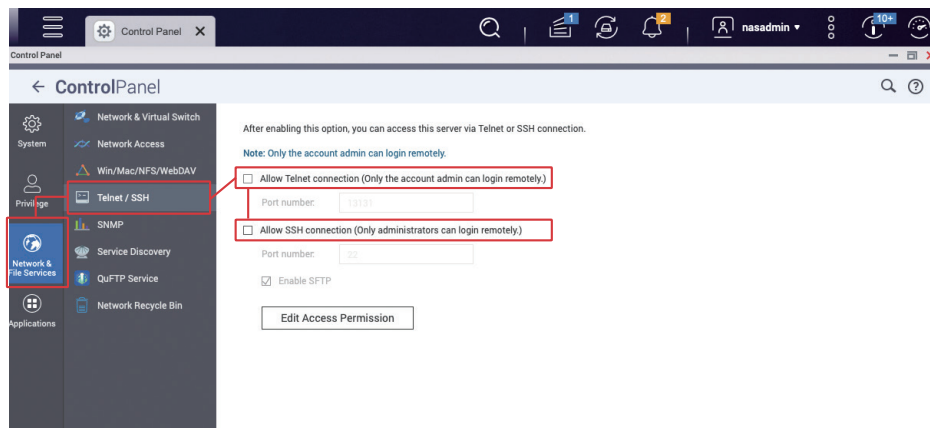 Control Panel
1
2
nasadmin
10+
Control Panel
ControlPanel
System
Privilege
Network &
File Services
Applications
Network & Virtual Switch
Network Access
Win/Mac/NFS/WebDAV
Telnet / SSH
SNMP
Service Discovery
QuFTP Service
Network Recycle Bin
After enabling this option, you can access this server via Telnet or SSH connection.
Note: Only the account admin can login remotely.
Allow Telnet connection (Only the account admin can login remotely.)
Port number: 13131
Allow SSH connection (Only administrators can login remotely.)
Port number: 22
Enable SFTP
Edit Access Permission